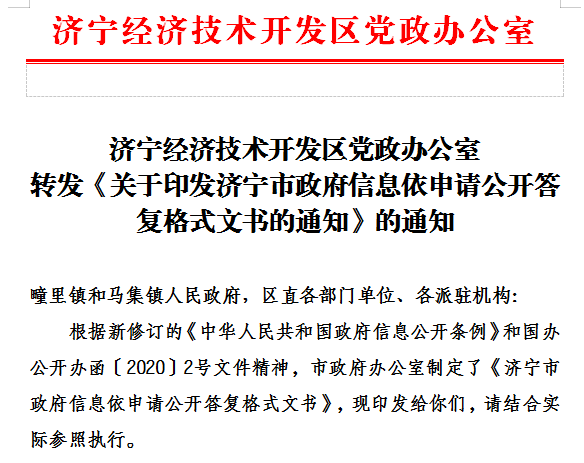 济宁经济技术开发区党政办公室
济宁经济技术开发区党政办公室
转发《关于印发济宁市政府信息依申请公开答
复格式文书的通知》的通知
疃里镇和马集镇人民政府，区直各部门单位、各派驻机构：
根据新修订的《中华人民共和国政府信息公开条例》和国办
公开办函〔2020〕2号文件精神，市政府办公室制定了《济宁市
政府信息依申请公开答复格式文书》，现印发给你们，请结合实
际参照执行。